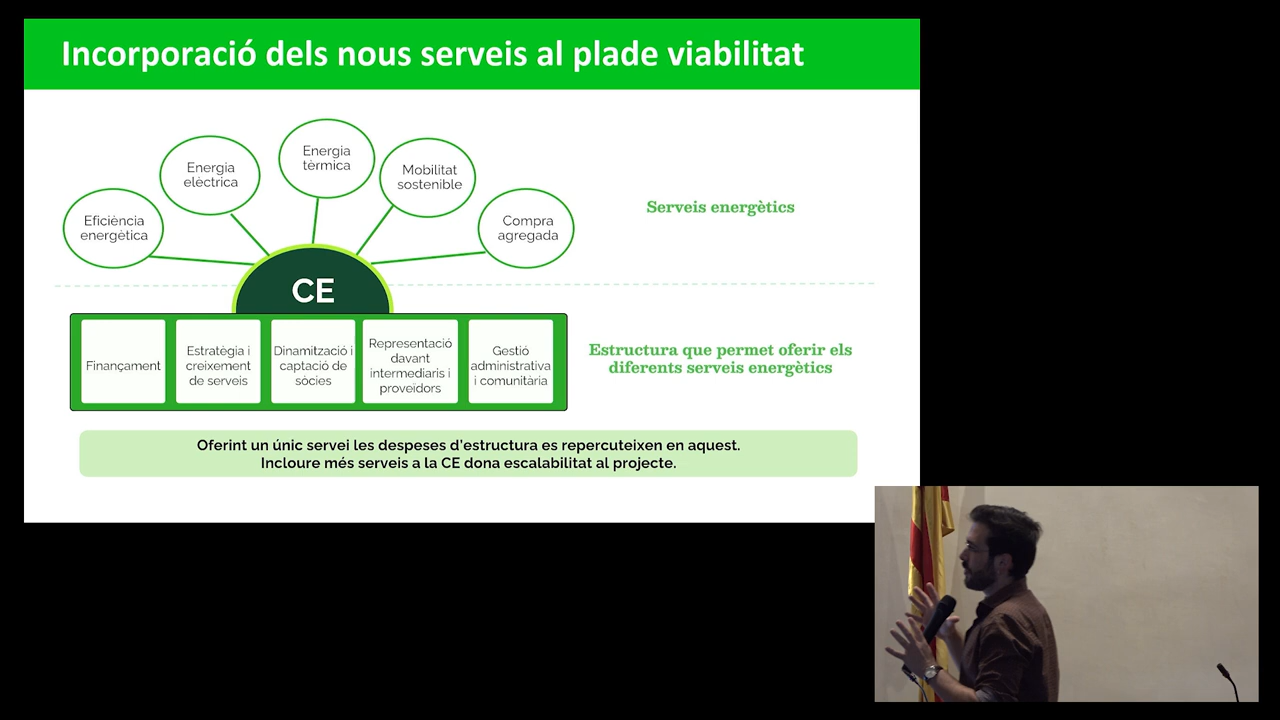 Incorporació dels nous serveis al plade viabilitat
Energia
tèrmica
Energia
elèctrica
Mobilitat
sostenible
Eficiència
energètica
Compra
agregada
Serveis energètics
CE
Finançament
Estratègia i
creixement
de serveis
Dinamització i
captació de
sòcies
Representació
davant
intermediaris i
proveïdors
Gestió
administrativa
i comunitària
Estructura que permet oferir els
diferents serveis energètics
Oferint un únic servei les despeses d'estructura es repercuteixen en aquest.
Incloure més serveis a la CE dona escalabilitat al projecte.